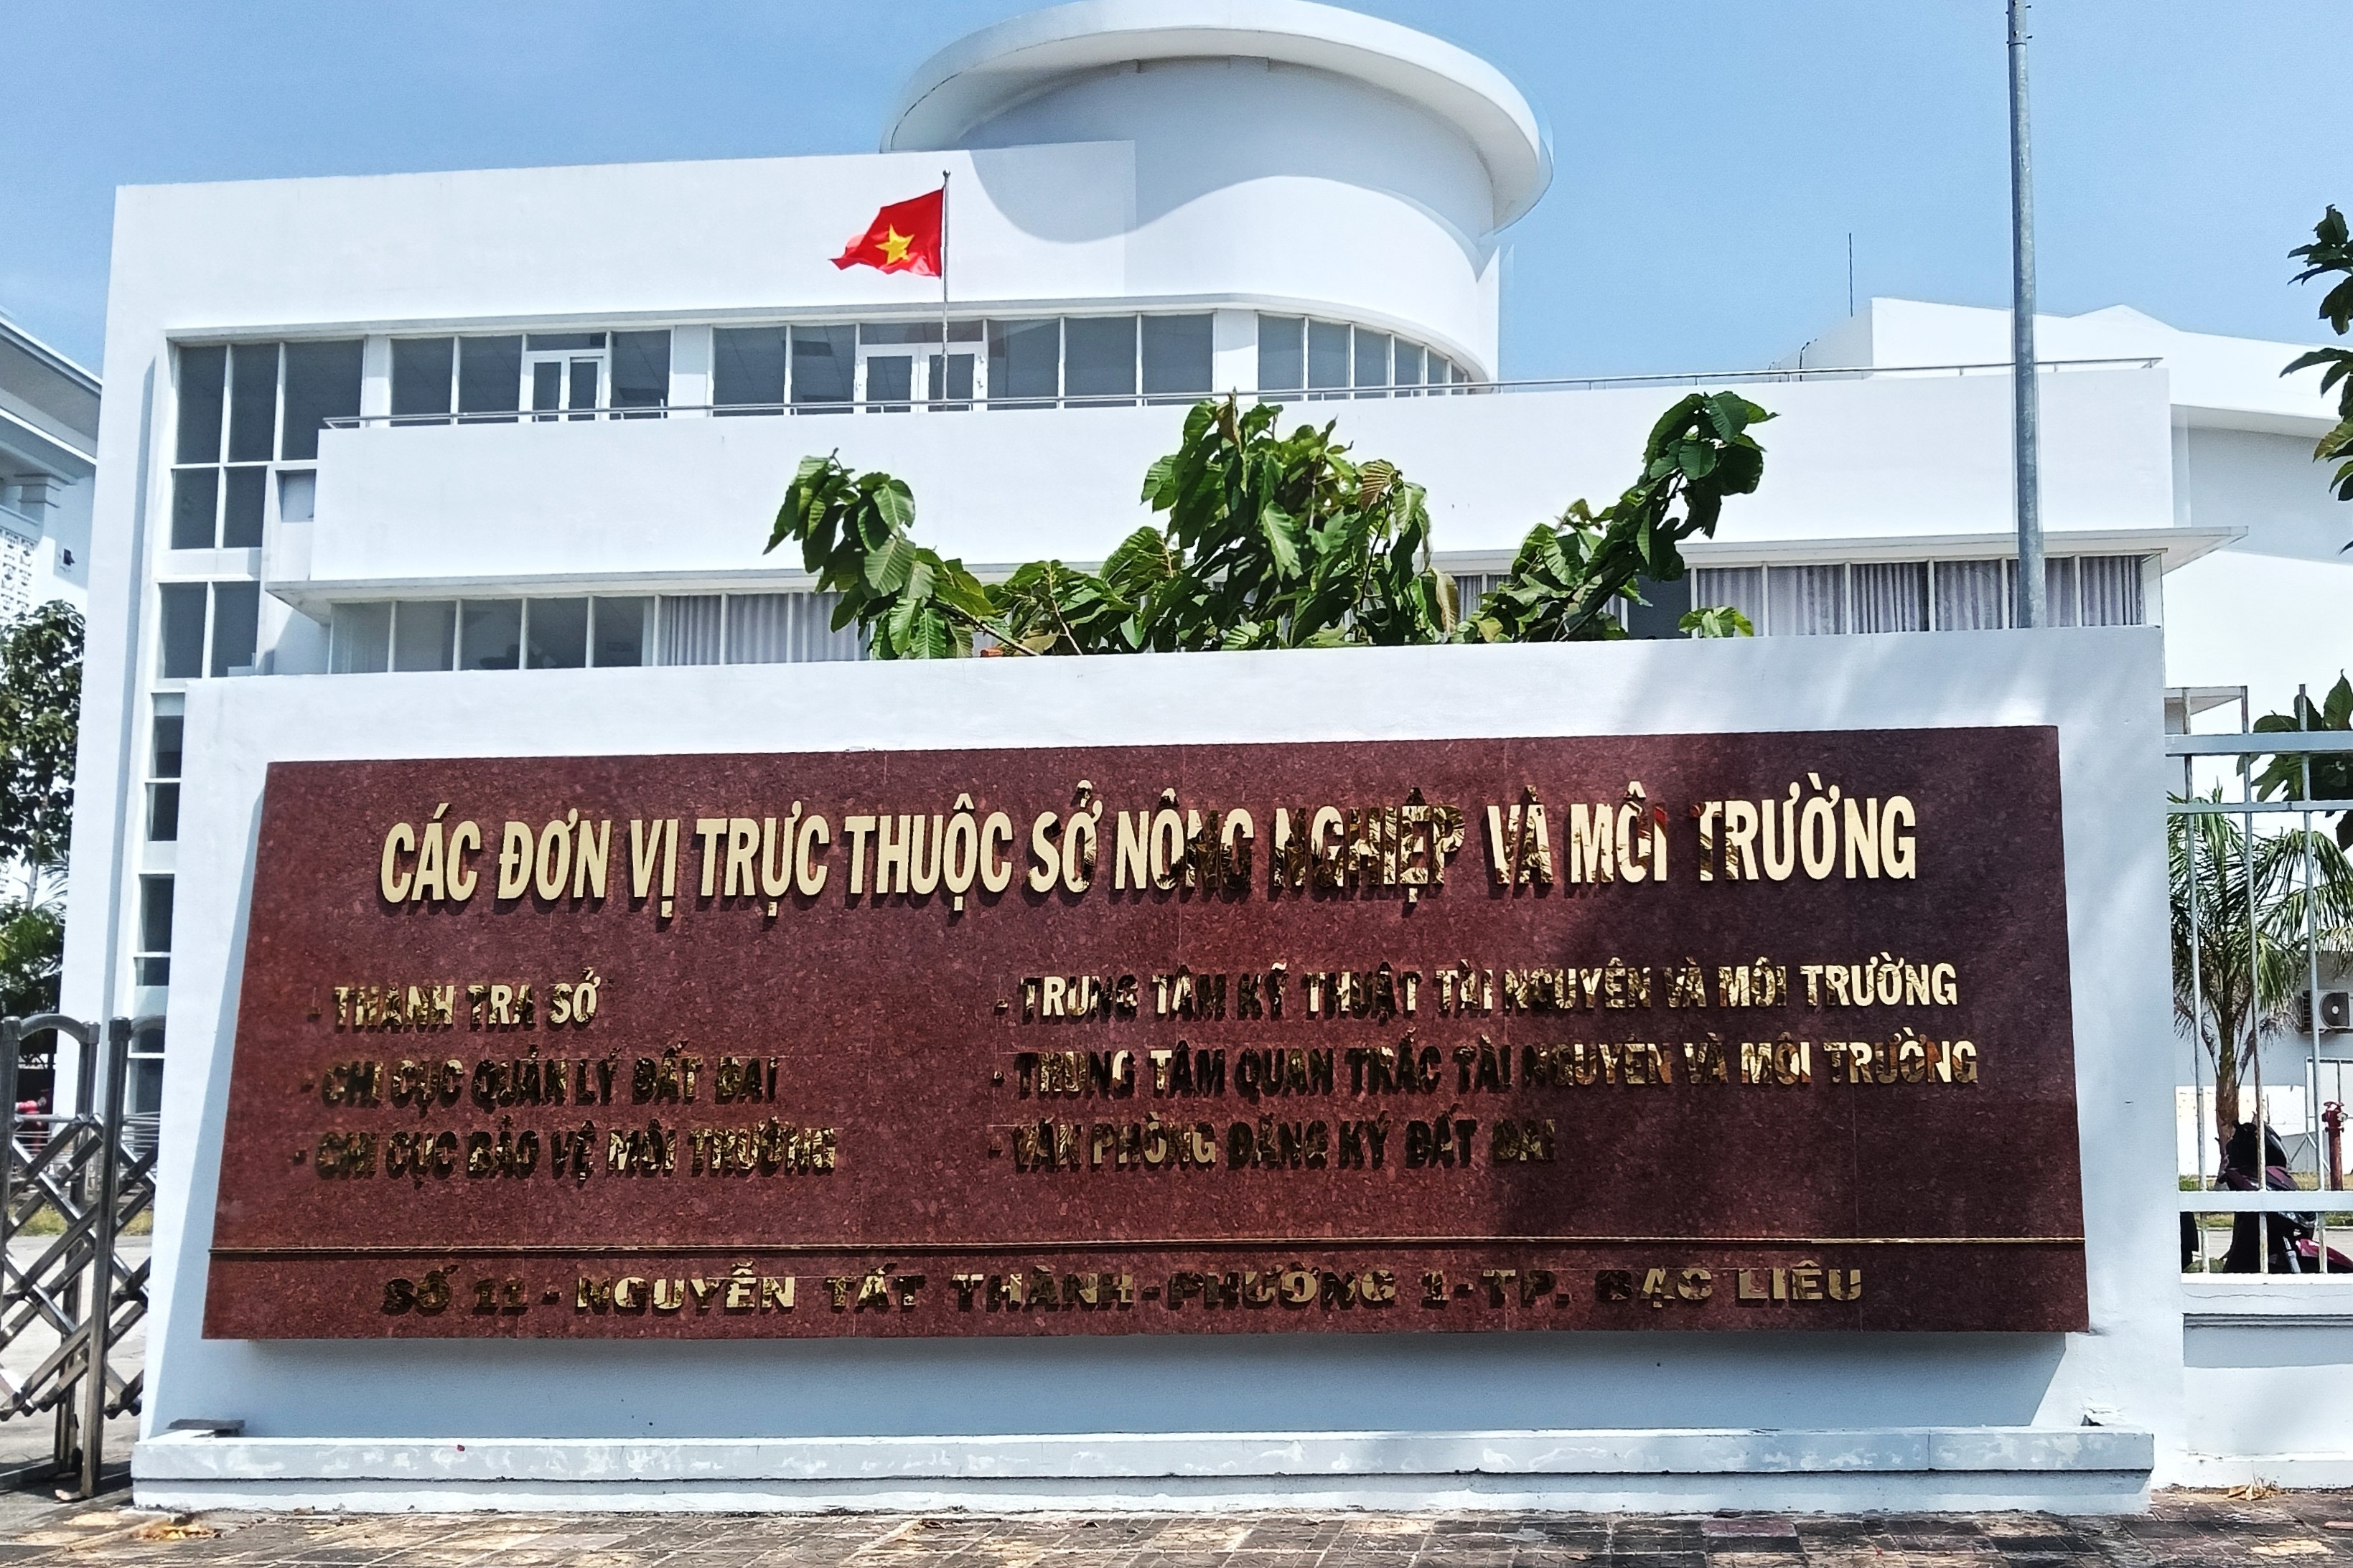 CÁC ĐƠN VỊ TRỰC THUỘC SỞ NÔNG NGHIỆP VÀ MÔI TRƯỜNG
- THANH TRA SỞ
- CHI CỤC QUẢN LÝ ĐẤT ĐAI
- CHI CỤC BẢO VỆ MÔI TRƯỜNG
- TRUNG TÂM KỸ THUẬT TÀI NGUYÊN VÀ MÔI TRƯỜNG
- TRUNG TÂM QUAN TRẮC TÀI NGUYÊN VÀ MÔI TRƯỜNG
- VĂN PHÒNG ĐĂNG KÝ ĐẤT ĐAI
SỐ 11 - NGUYỄN TẤT THÀNH - PHƯỜNG 1 - TP. BẠC LIÊU